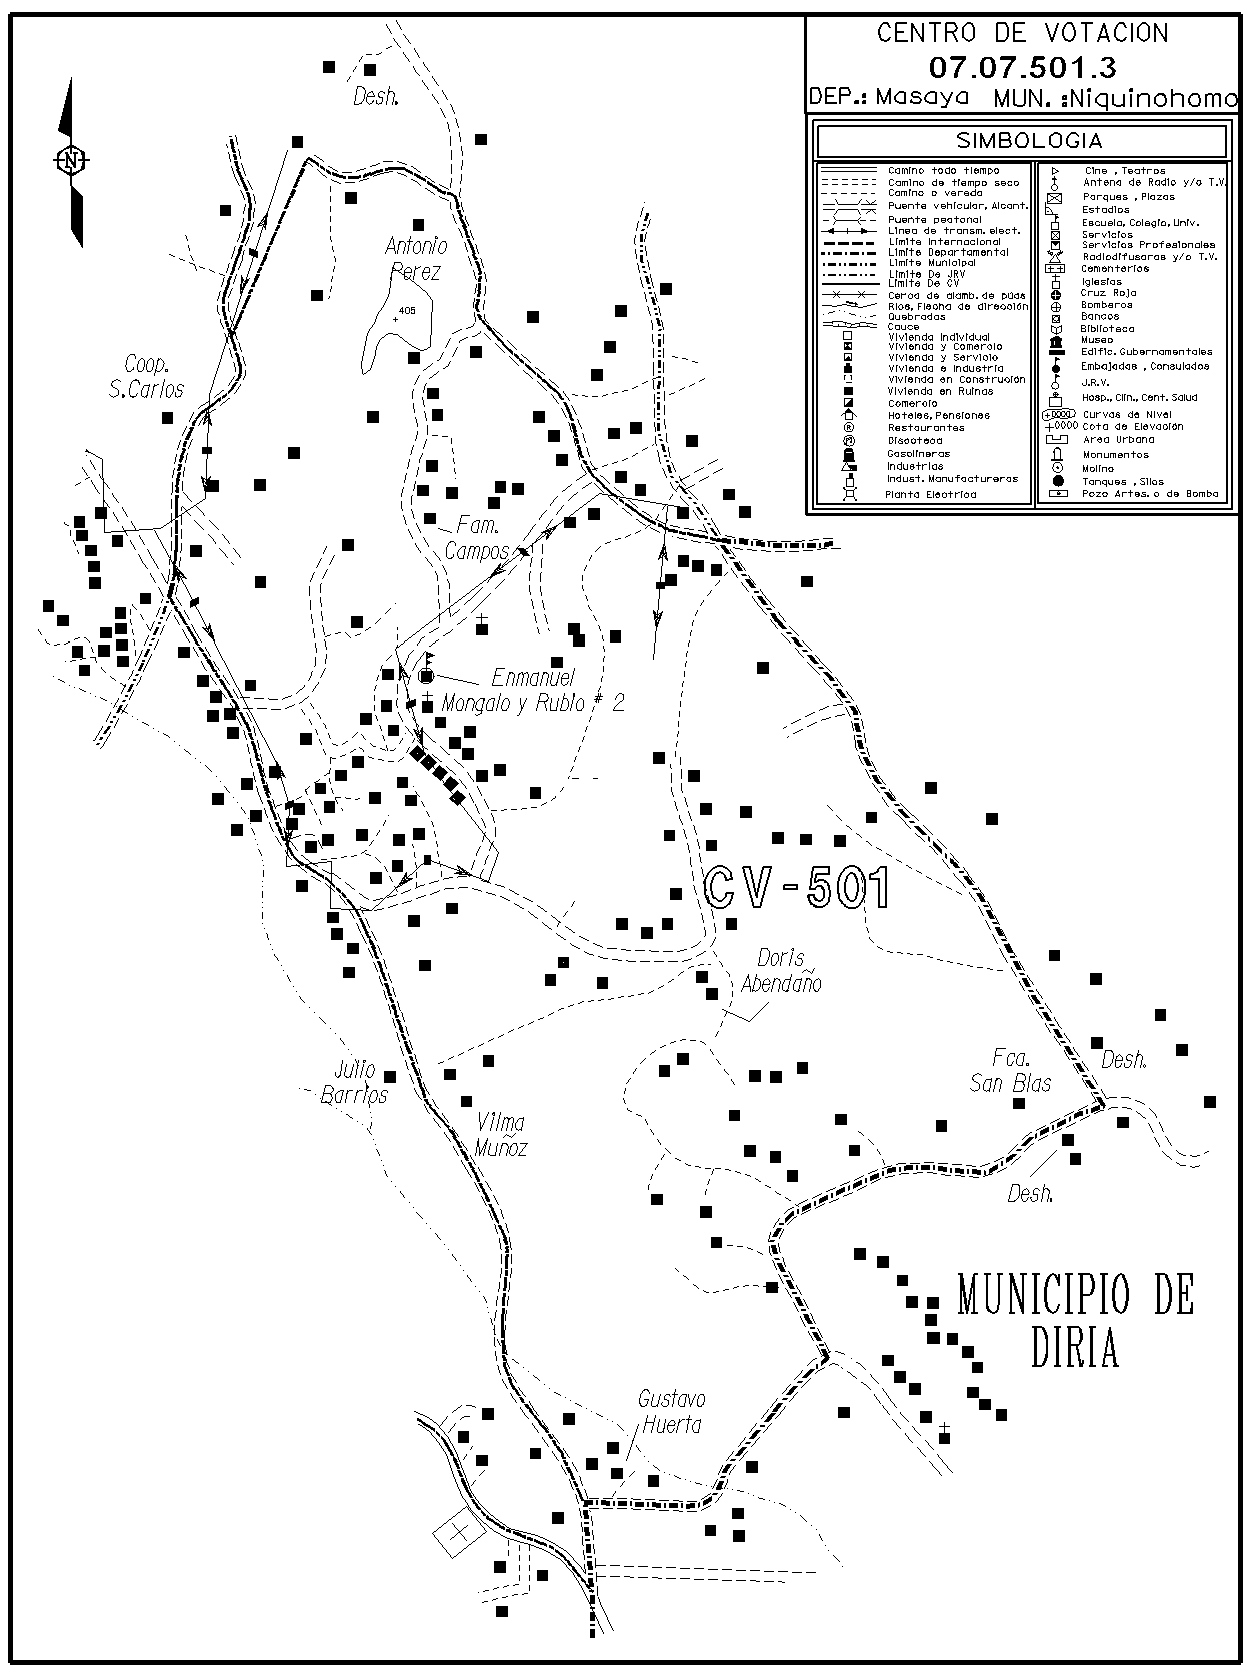 CENTRO DE VOTACION
07.07.501.3
DEP.: Masaya MUN. :Niquinohomo
SIMBOLOGIA
Camino todo tiempo
Camino de tiempo seco
Camino o vereda
Puente vehicular, Alcant.
Puente peatonal
Linea de transm. elect.
Limite Internacional
Limite Departamental
Limite Municipal
Limite De JRV
Limite De CV
Cerca de alamb. de púas
Rios, Flecha de dirección
Quebradas
Cauce
Vivienda Individual
Vivienda y Comercio
Vivienda y Servicio
Vivienda e Industria
Vivienda en Construción
Vivienda en Ruinas
Comercio
Hoteles, Pensiones
Restaurantes
Discoteca
Gasolineras
Industrias
Indust. Manufactureras
Planta Electrica
Cine , Teatros
Antena de Radio y/o T.V.
Parques , Plazas
Estadios
Escuela, Colegio, Univ.
Servicios
Servicios Profesionales
Radiodifusoras y/o T.V.
Cementerios
Iglesias
Cruz Roja
Bomberos
Bancos
Biblioteca
Museo
Edific. Gubernamentales
Embajadas , Consulados
J.R.V.
Hosp., Clin., Cent. Salud
Curvas de Nivel
Cota de Elevación
Area Urbana
Monumentos
Molino
Tanques , Silos
Pozo Artes. o de Bomba
N
Desh.
Antonio
Perez
405
Coop.
S.Carlos
Fam.
Campos
Enmanuel
Mongalo y Rubio # 2
CV-501
Doris
Abendaño
Julio
Barrios
Vilma
Muñoz
Fca.
San Blas
Desh.
Desh.
MUNICIPIO DE
DIRIA
Gustavo
Huerta